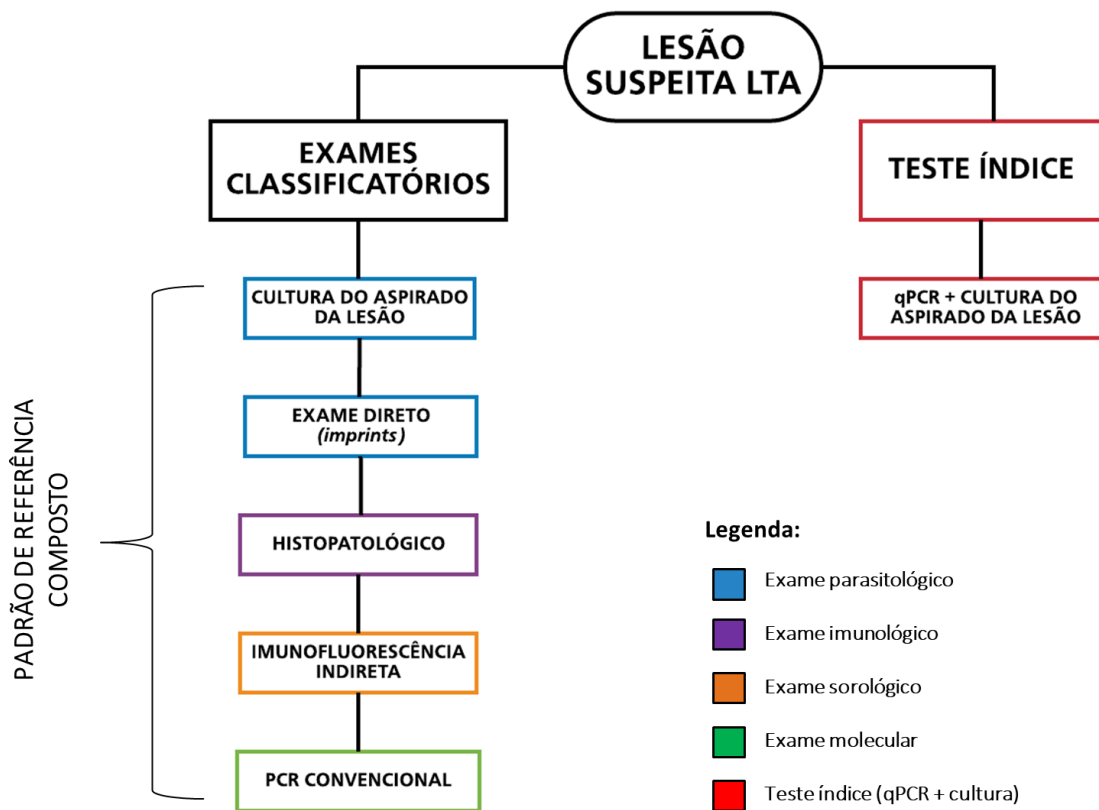 LESÃO
SUSPEITA LTA
EXAMES
CLASSIFICATÓRIOS
TESTE ÍNDICE
CULTURA DO ASPIRADO
DA LESÃO
qPCR + CULTURA DO
ASPIRADO DA LESÃO
EXAME DIRETO
(imprints)
HISTOPATOLÓGICO
IMUNOFLUORESCÊNCIA
INDIRETA
PCR CONVENCIONAL
PADRÃO DE REFERÊNCIA
COMPOSTO
Legenda:
Exame parasitológico
Exame imunológico
Exame sorológico
Exame molecular
Teste índice (qPCR + cultura)